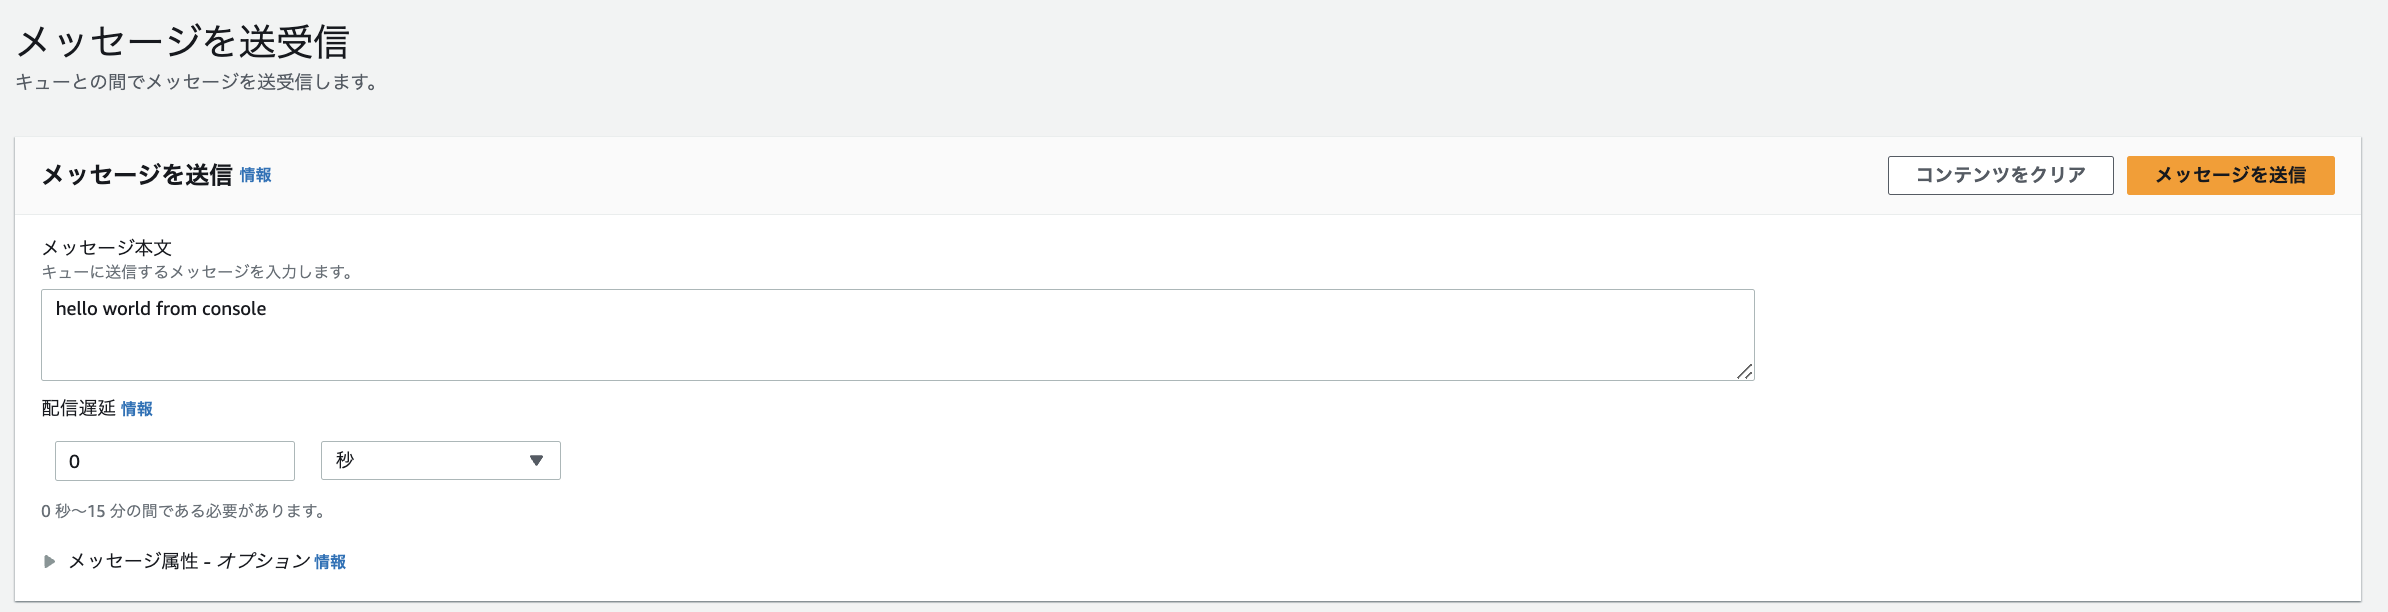 メッセージを送受信
キューとの間でメッセージを送受信します。
メッセージを送信 情報
コンテンツをクリア
メッセージを送信
メッセージ本文
キューに送信するメッセージを入力します。
hello world from console
配信遅延 情報
0
秒
0 秒～15 分の間である必要があります。
メッセージ属性 - オプション 情報